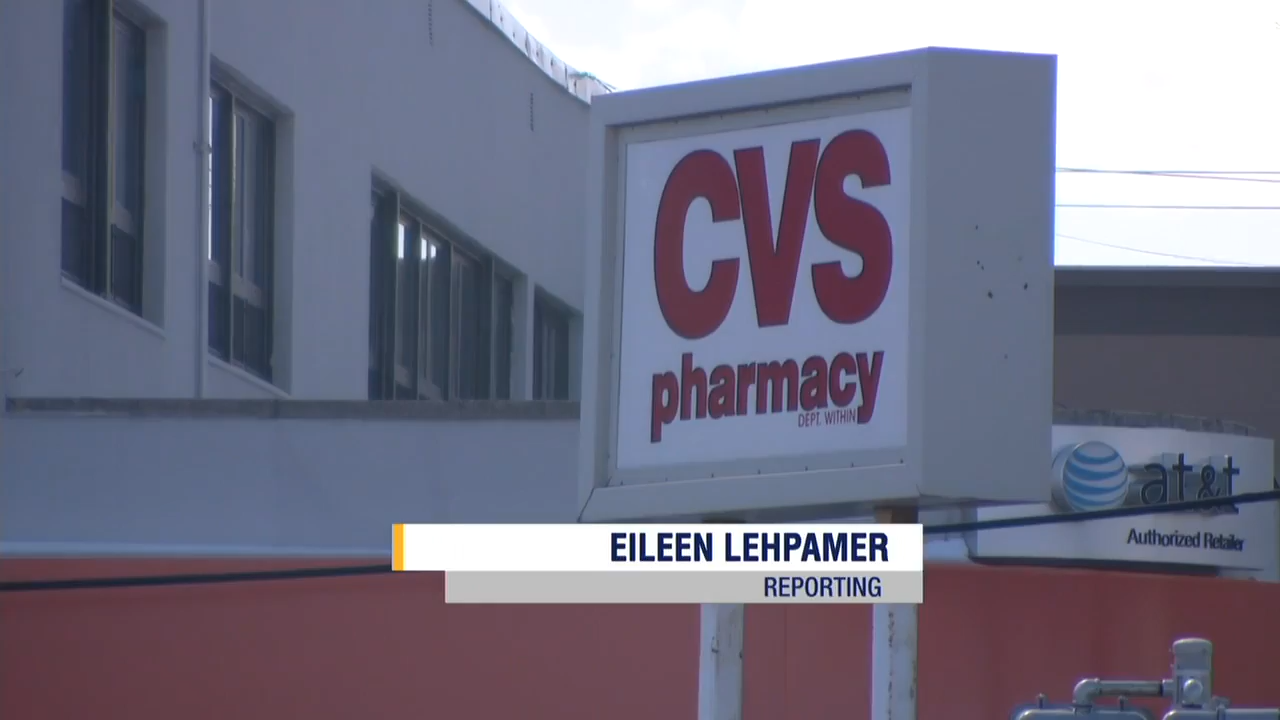 CVS
pharmacy
DEPT. WITHIN
at&t
Authorized Retailer
EILEEN LEHPAMER
REPORTING